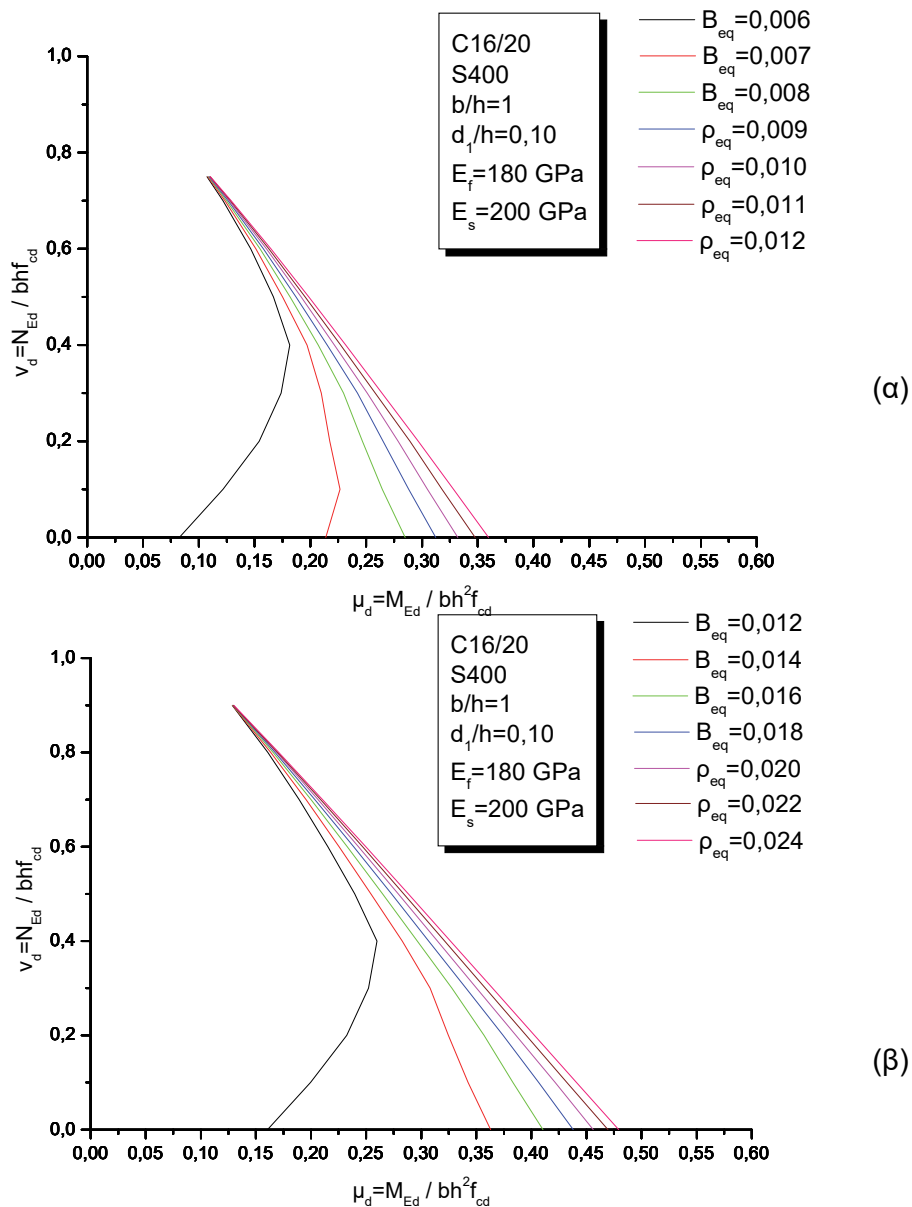 B_eq=0,006
B_eq=0,007
B_eq=0,008
ρ_eq=0,009
ρ_eq=0,010
ρ_eq=0,011
ρ_eq=0,012
C16/20
S400
b/h=1
d_1/h=0,10
E_f=180 GPa
E_s=200 GPa
1,0
0,8
0,6
0,4
0,2
0,0
ν_d=N_Ed / bhf_cd
0,00 0,05 0,10 0,15 0,20 0,25 0,30 0,35 0,40 0,45 0,50 0,55 0,60
μ_d=M_Ed / bh²f_cd
(α)
B_eq=0,012
B_eq=0,014
B_eq=0,016
B_eq=0,018
ρ_eq=0,020
ρ_eq=0,022
ρ_eq=0,024
C16/20
S400
b/h=1
d_1/h=0,10
E_f=180 GPa
E_s=200 GPa
1,0
0,8
0,6
0,4
0,2
0,0
ν_d=N_Ed / bhf_cd
0,00 0,05 0,10 0,15 0,20 0,25 0,30 0,35 0,40 0,45 0,50 0,55 0,60
μ_d=M_Ed / bh²f_cd
(β)